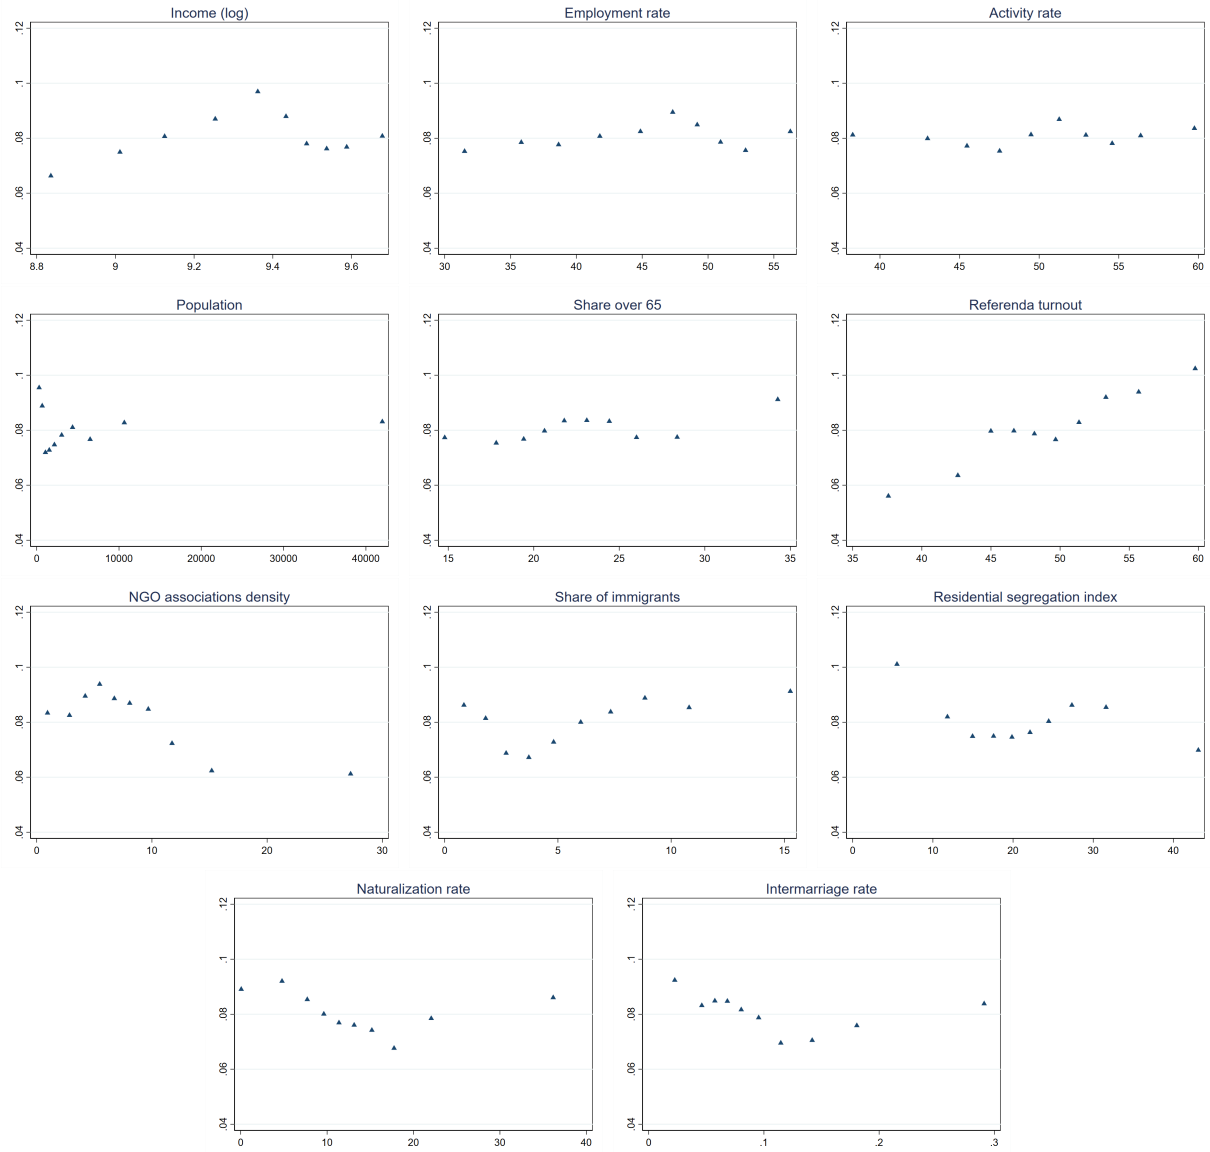 Income (log)
.12
.1
.08
.06
.04
8.8 9 9.2 9.4 9.6
Employment rate
.12
.1
.08
.06
.04
30 35 40 45 50 55
Activity rate
.12
.1
.08
.06
.04
40 45 50 55 60
Population
.12
.1
.08
.06
.04
0 10000 20000 30000 40000
Share over 65
.12
.1
.08
.06
.04
15 20 25 30 35
Referenda turnout
.12
.1
.08
.06
.04
35 40 45 50 55 60
NGO associations density
.12
.1
.08
.06
.04
0 10 20 30
Share of immigrants
.12
.1
.08
.06
.04
0 5 10 15
Residential segregation index
.12
.1
.08
.06
.04
0 10 20 30 40
Naturalization rate
.12
.1
.08
.06
.04
0 10 20 30 40
Intermarriage rate
.12
.1
.08
.06
.04
0 .1 .2 .3